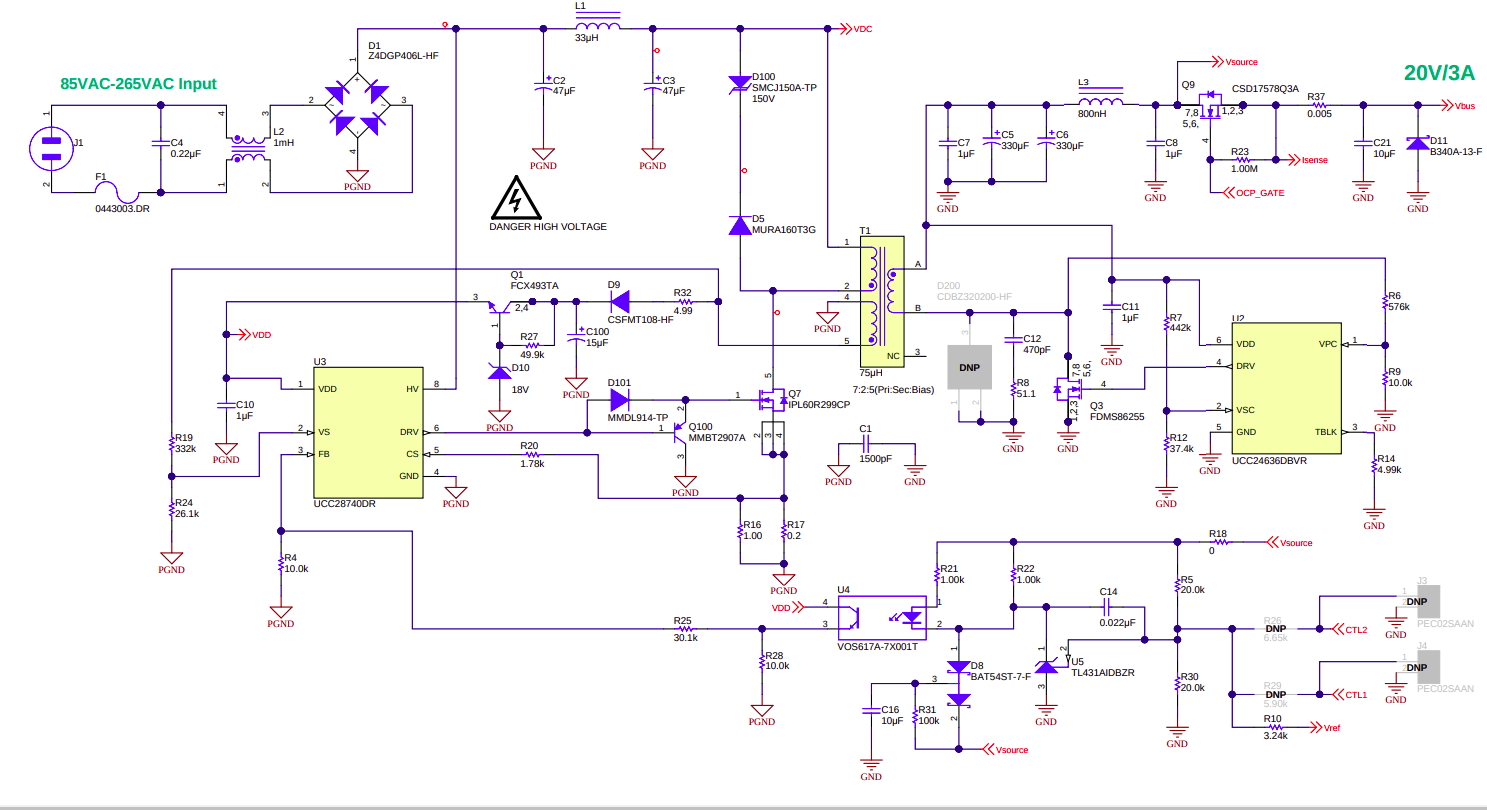 85VAC-265VAC Input
20V/3A
DANGER HIGH VOLTAGE
J1
1
2
F1
0443003.DR
C4
0.22µF
4
3
1
2
L2
1mH
D1
Z4DGP406L-HF
1
2
3
4
+
-
~
~
PGND
L1
33µH
C2
47µF
PGND
C3
47µF
PGND
VDC
D100
SMCJ150A-TP
150V
D5
MURA160T3G
T1
1
2
4
5
A
B
NC
3
75µH
7:2:5(Pri:Sec:Bias)
PGND
Q1
FCX493TA
3
2,4
1
R27
49.9k
D10
18V
PGND
C100
15µF
PGND
D9
CSFMT108-HF
R32
4.99
VDD
C10
1µF
PGND
R19
332k
R24
26.1k
PGND
U3
1
VDD
HV
8
2
VS
DRV
6
3
FB
CS
5
GND
4
UCC28740DR
PGND
R4
10.0k
PGND
D101
MMDL914-TP
Q100
MMBT2907A
2
1
3
PGND
R20
1.78k
Q7
IPL60R299CP
5
1
2
3
4
R16
1.00
R17
0.2
PGND
C7
1µF
C5
330µF
C6
330µF
GND
L3
800nH
C8
1µF
GND
Vsource
Q9
CSD17578Q3A
7,8
5,6,
1,2,3
4
R23
1.00M
OCP_GATE
Isense
R37
0.005
C21
10µF
GND
Vbus
D11
B340A-13-F
GND
D200
CDBZ320200-HF
3
DNP
1
2
C12
470pF
R8
51.1
GND
Q3
FDMS86255
7,8
5,6,
1,2,3
4
GND
C11
1µF
GND
R7
442k
R12
37.4k
GND
U2
6
VDD
VPC
1
4
DRV
2
VSC
5
GND
TBLK
3
UCC24636DBVR
GND
R6
576k
R9
10.0k
GND
R14
4.99k
GND
C1
1500pF
PGND
GND
R25
30.1k
R28
10.0k
PGND
VDD
U4
4
3
1
2
VOS617A-7X001T
R21
1.00k
R22
1.00k
R18
0
Vsource
C14
0.022µF
U5
TL431AIDBZR
1
2
3
GND
R5
20.0k
R30
20.0k
GND
D8
BAT54ST-7-F
1
3
2
C16
10µF
GND
R31
100k
Vsource
R26
DNP
6.65k
CTL2
J3
1
2
DNP
PEC02SAAN
GND
R29
DNP
5.90k
CTL1
J4
1
2
DNP
PEC02SAAN
GND
R10
3.24k
Vref